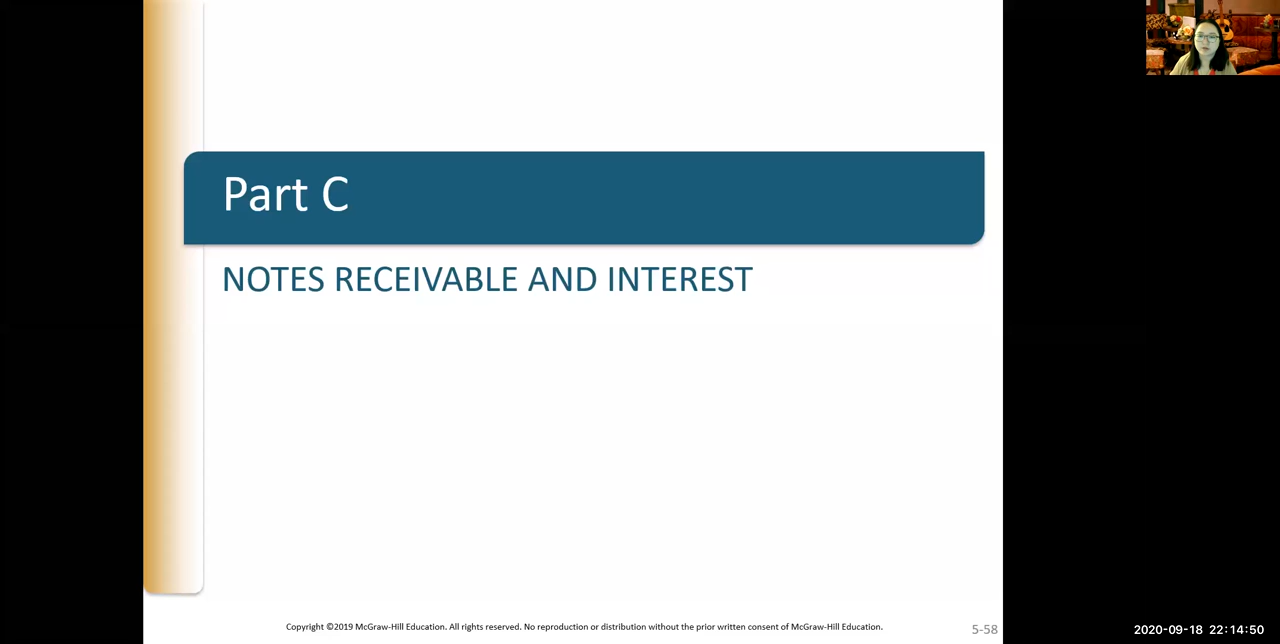 Part C
NOTES RECEIVABLE AND INTEREST
Copyright ©2019 McGraw-Hill Education. All rights reserved. No reproduction or distribution without the prior written consent of McGraw-Hill Education.
5-58
2020-09-18 22:14:50